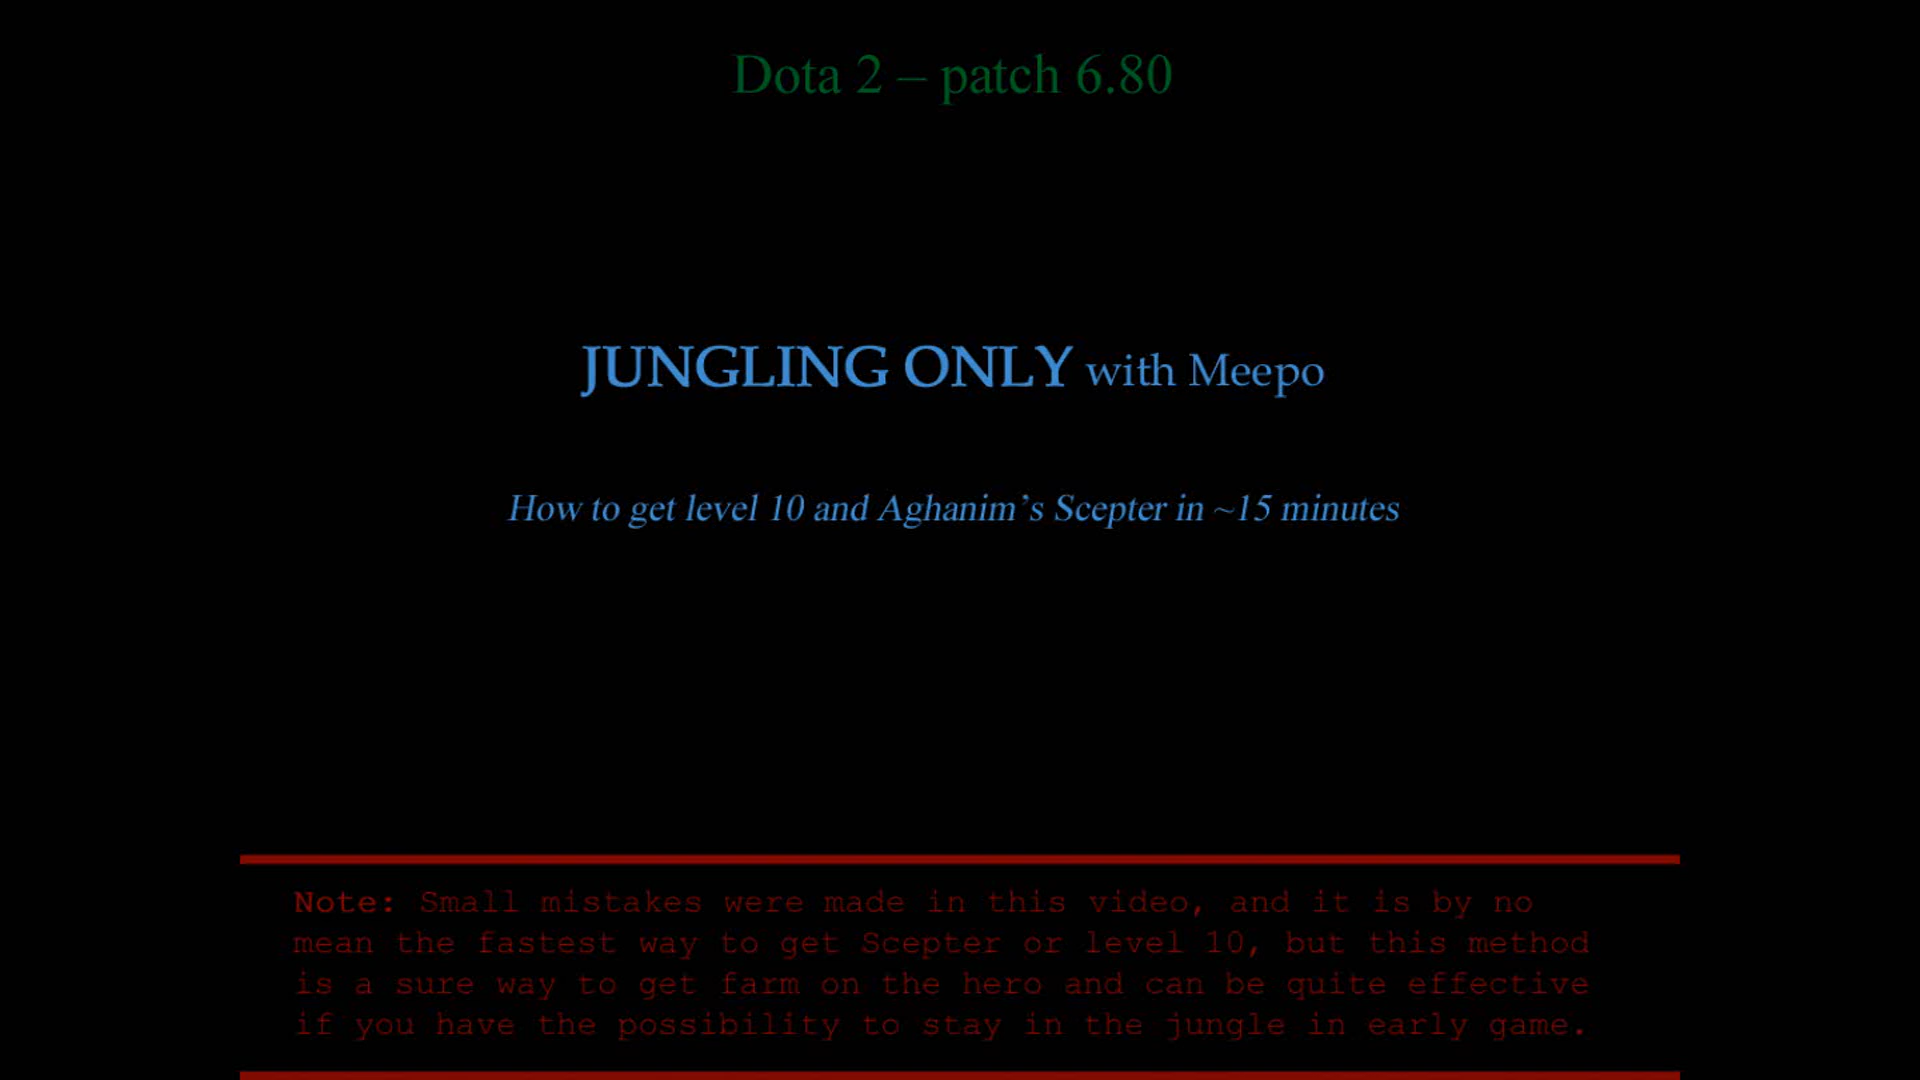 Dota 2 – patch 6.80
JUNGLING ONLY with Meepo
How to get level 10 and Aghanim’s Scepter in ~15 minutes
Note: Small mistakes were made in this video, and it is by no
mean the fastest way to get Scepter or level 10, but this method
is a sure way to get farm on the hero and can be quite effective
if you have the possibility to stay in the jungle in early game.